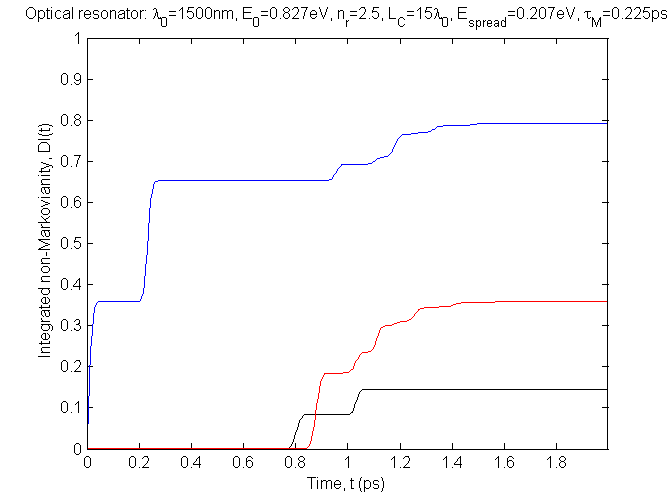 Optical resonator: λ0=1500nm, E0=0.827eV, nr=2.5, LC=15λ0, Espread=0.207eV, τM=0.225ps
1
0.9
0.8
0.7
0.6
0.5
0.4
0.3
0.2
0.1
0
Integrated non-Markovianity, DI(t)
0 0.2 0.4 0.6 0.8 1 1.2 1.4 1.6 1.8
Time, t (ps)